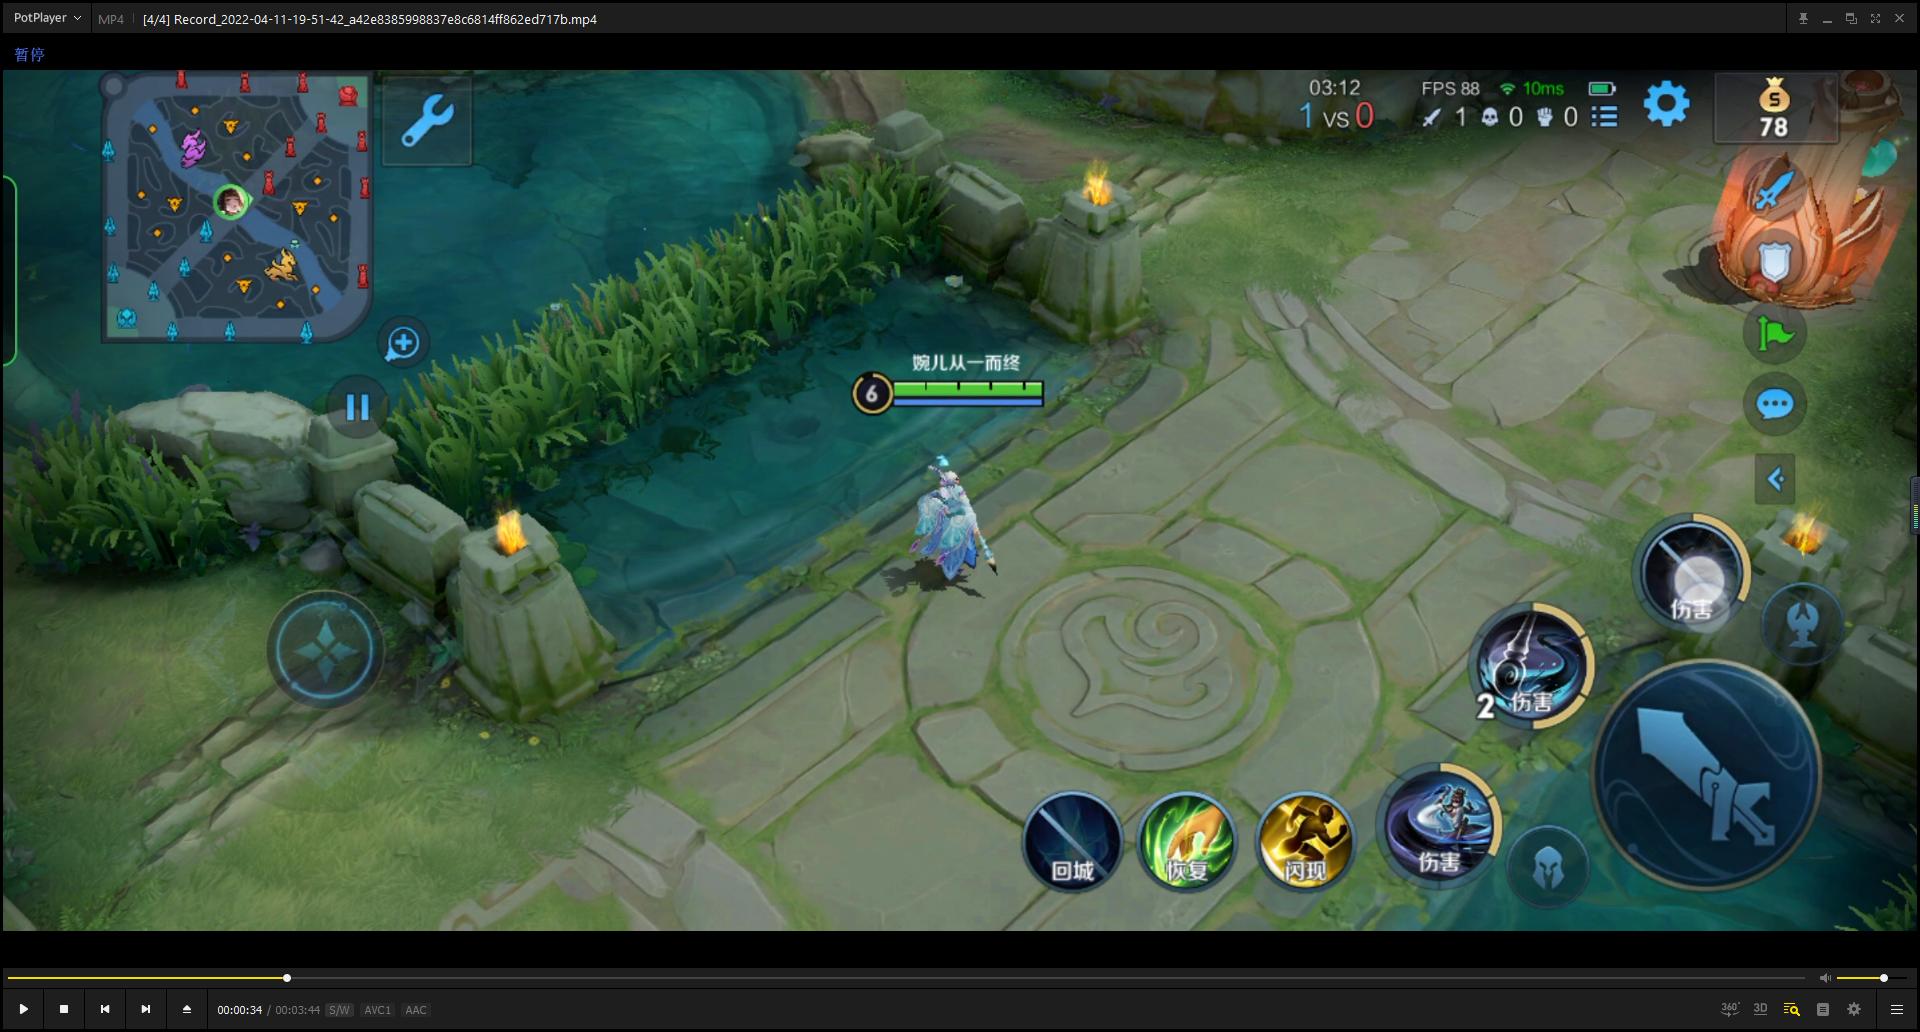 PotPlayer
MP4
[4/4] Record_2022-04-11-19-51-42_a42e8385998837e8c6814ff862ed717b.mp4
暂停
03:12
FPS 88
10ms
1 VS 0
1
0
0
78
婉儿从一而终
6
伤害
2
伤害
伤害
回城
恢复
闪现
00:00:34 / 00:03:44 S/W AVC1 AAC
360°
3D